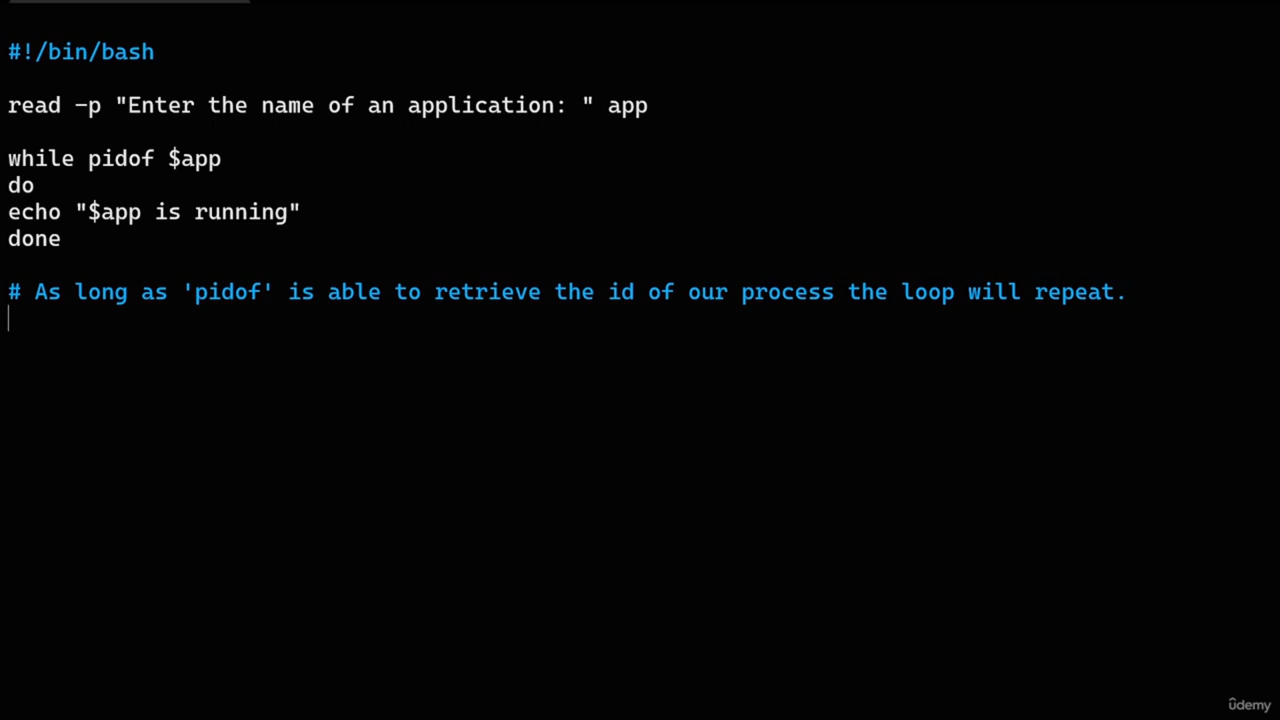 #!/bin/bash
read -p "Enter the name of an application: " app
while pidof $app
do
echo "$app is running"
done
# As long as 'pidof' is able to retrieve the id of our process the loop will repeat.
ûdemy